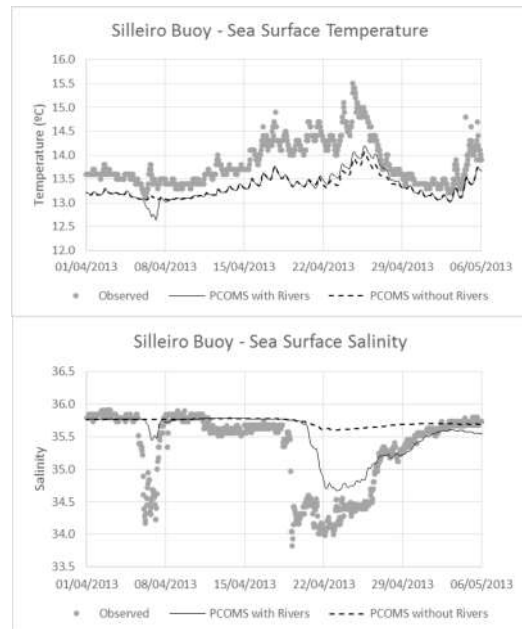 Silleiro Buoy - Sea Surface Temperature
16.0
15.5
15.0
14.5
14.0
13.5
13.0
12.5
12.0
Temperature (ºC)
01/04/2013 08/04/2013 15/04/2013 22/04/2013 29/04/2013 06/05/2013
Observed PCOMS with Rivers PCOMS without Rivers
Silleiro Buoy - Sea Surface Salinity
36.5
36.0
35.5
35.0
34.5
34.0
33.5
Salinity
01/04/2013 08/04/2013 15/04/2013 22/04/2013 29/04/2013 06/05/2013
Observed PCOMS with Rivers PCOMS without Rivers